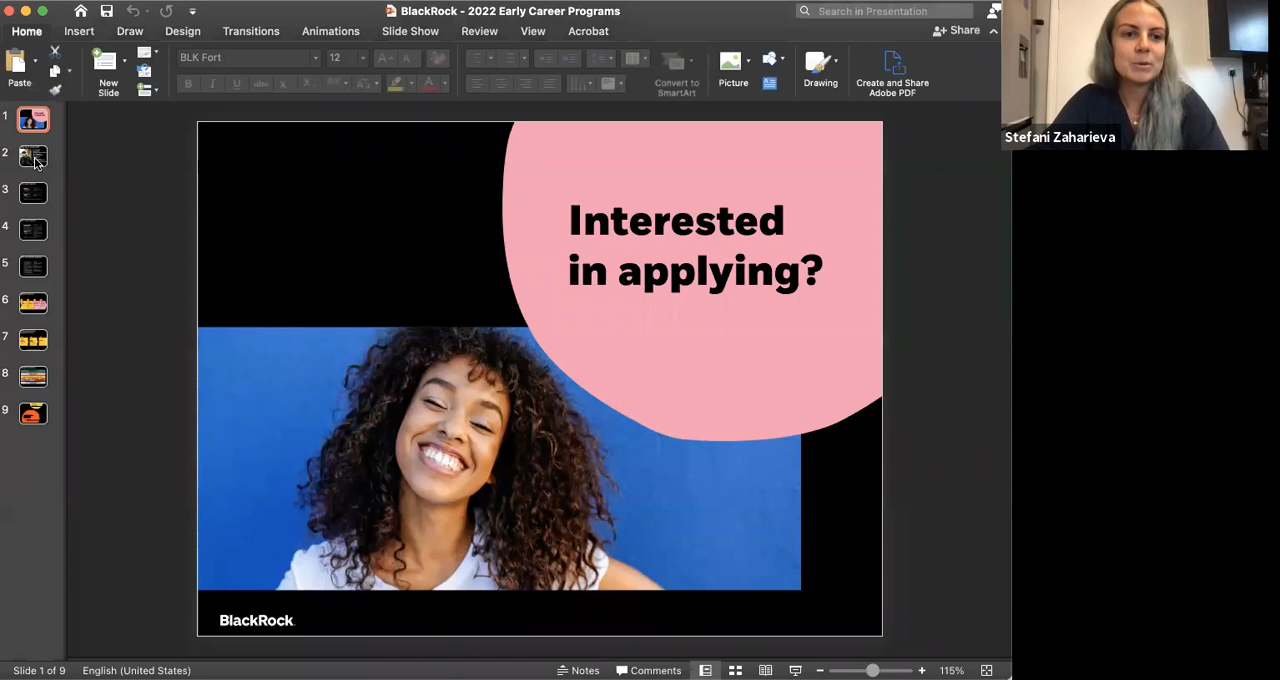 BlackRock - 2022 Early Career Programs
Search in Presentation
Home Insert Draw Design Transitions Animations Slide Show Review View Acrobat
Share
Paste
New
Slide
BLK Fort
12
Convert to
SmartArt
Picture
Drawing
Create and Share
Adobe PDF
Stefani Zaharieva
1
2
3
4
5
6
7
8
9
Interested
in applying?
BlackRock
Slide 1 of 9
English (United States)
Notes
Comments
115%